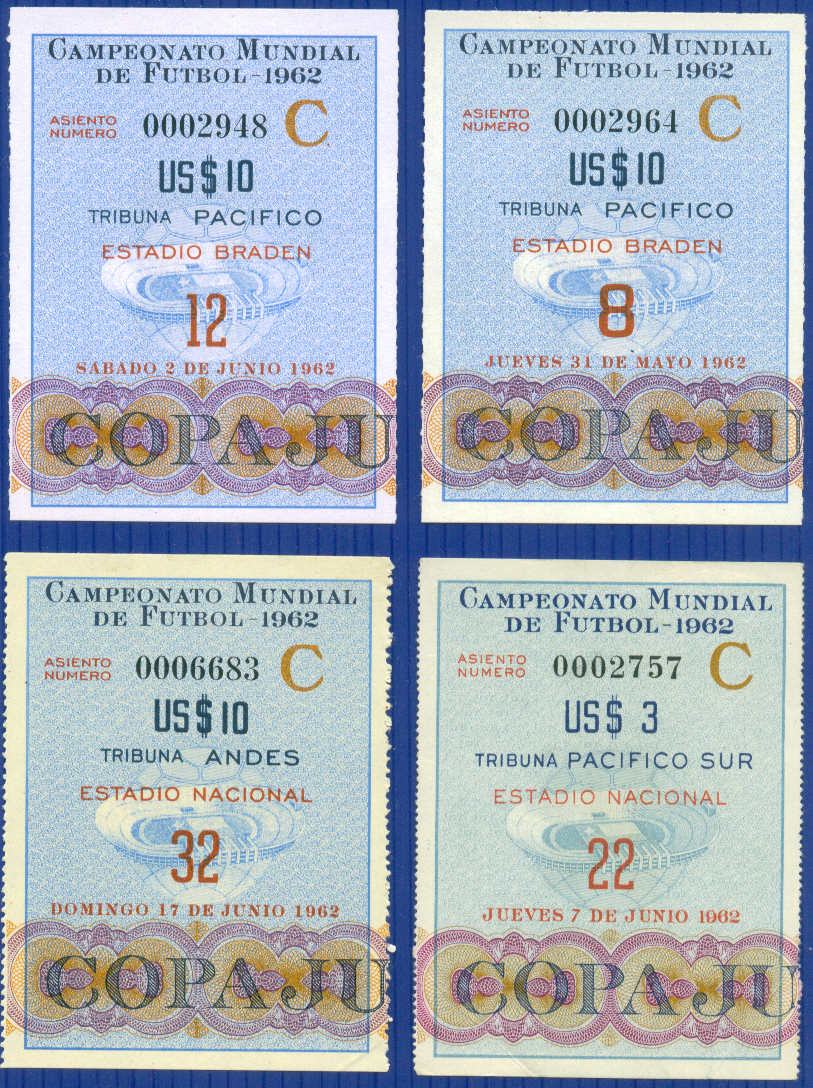 CAMPEONATO MUNDIAL
DE FUTBOL-1962
ASIENTO
NUMERO 0002948 C
US$10
TRIBUNA PACIFICO
ESTADIO BRADEN
12
SABADO 2 DE JUNIO 1962
COPA JU
CAMPEONATO MUNDIAL
DE FUTBOL-1962
ASIENTO
NUMERO 0002964 C
US$10
TRIBUNA PACIFICO
ESTADIO BRADEN
8
JUEVES 31 DE MAYO 1962
COPA JU
CAMPEONATO MUNDIAL
DE FUTBOL-1962
ASIENTO
NUMERO 0006683 C
US$10
TRIBUNA ANDES
ESTADIO NACIONAL
32
DOMINGO 17 DE JUNIO 1962
COPA JU
CAMPEONATO MUNDIAL
DE FUTBOL-1962
ASIENTO
NUMERO 0002757 C
US$ 3
TRIBUNA PACIFICO SUR
ESTADIO NACIONAL
22
JUEVES 7 DE JUNIO 1962
COPA JU